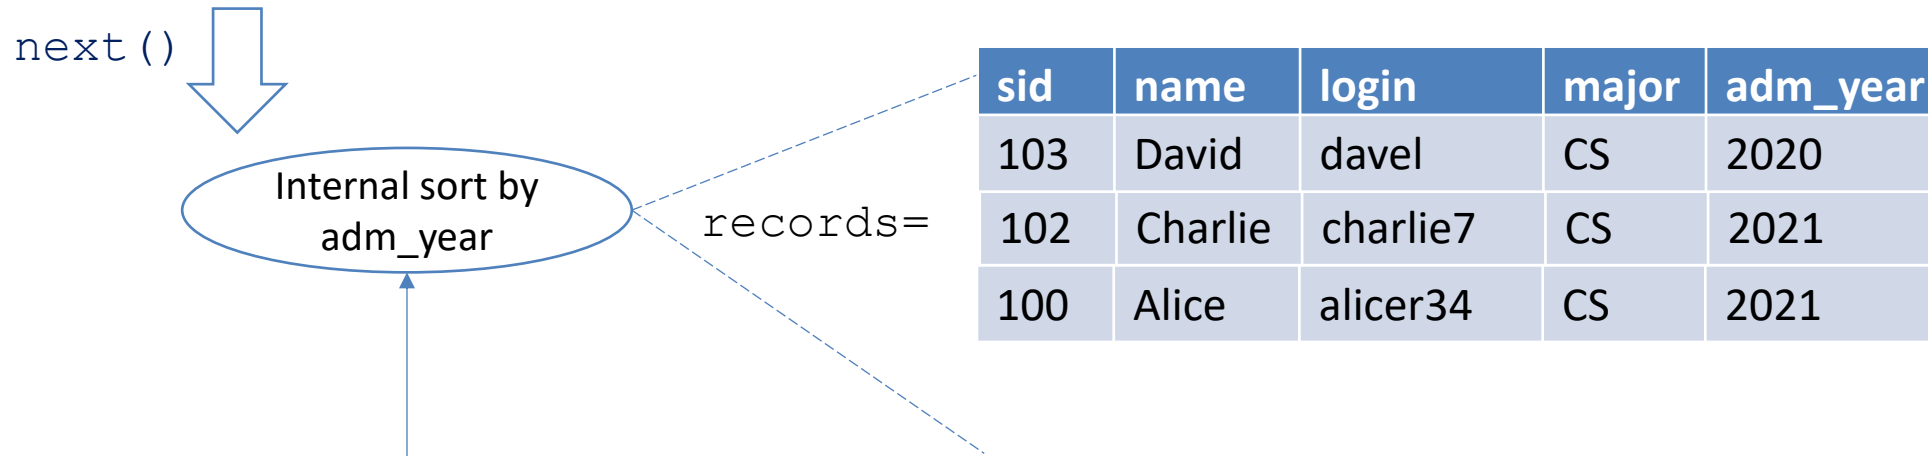 next()
Internal sort by
adm_year
records=
sid name login major adm_year
103 David davel CS 2020
102 Charlie charlie7 CS 2021
100 Alice alicer34 CS 2021